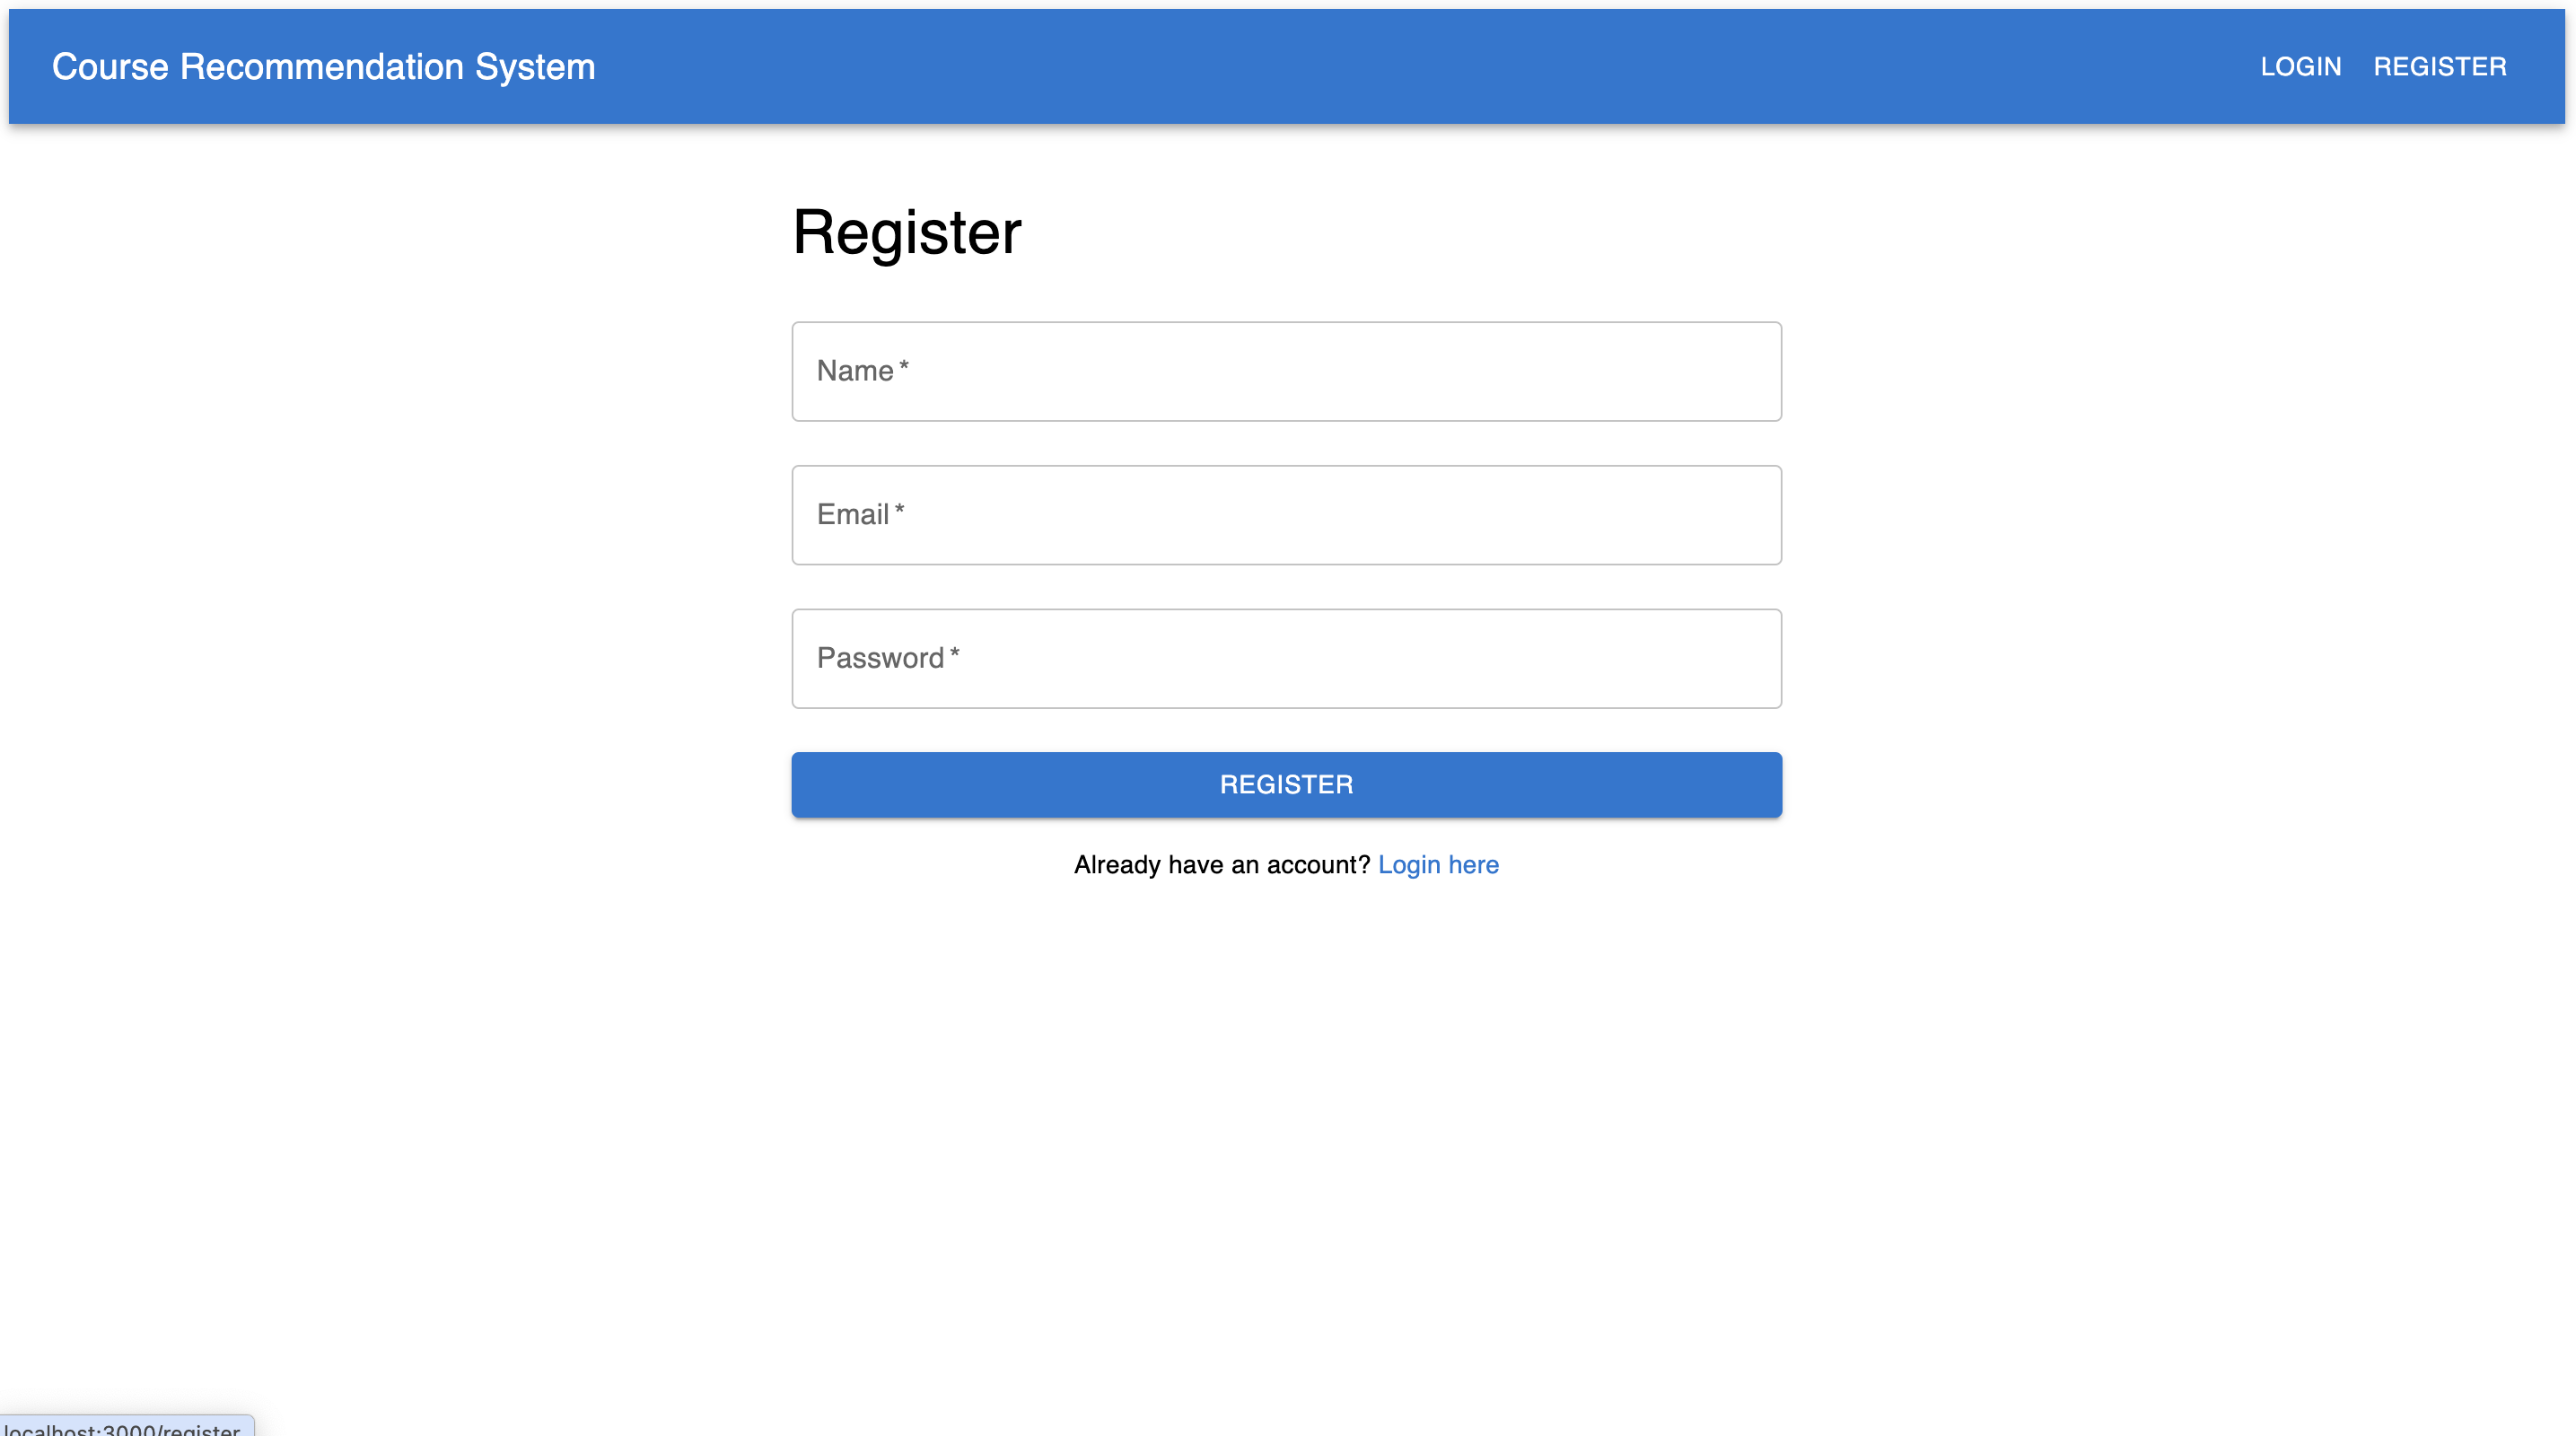 Course Recommendation System
LOGIN REGISTER
Register
Name *
Email *
Password *
REGISTER
Already have an account? Login here
localhost:3000/register